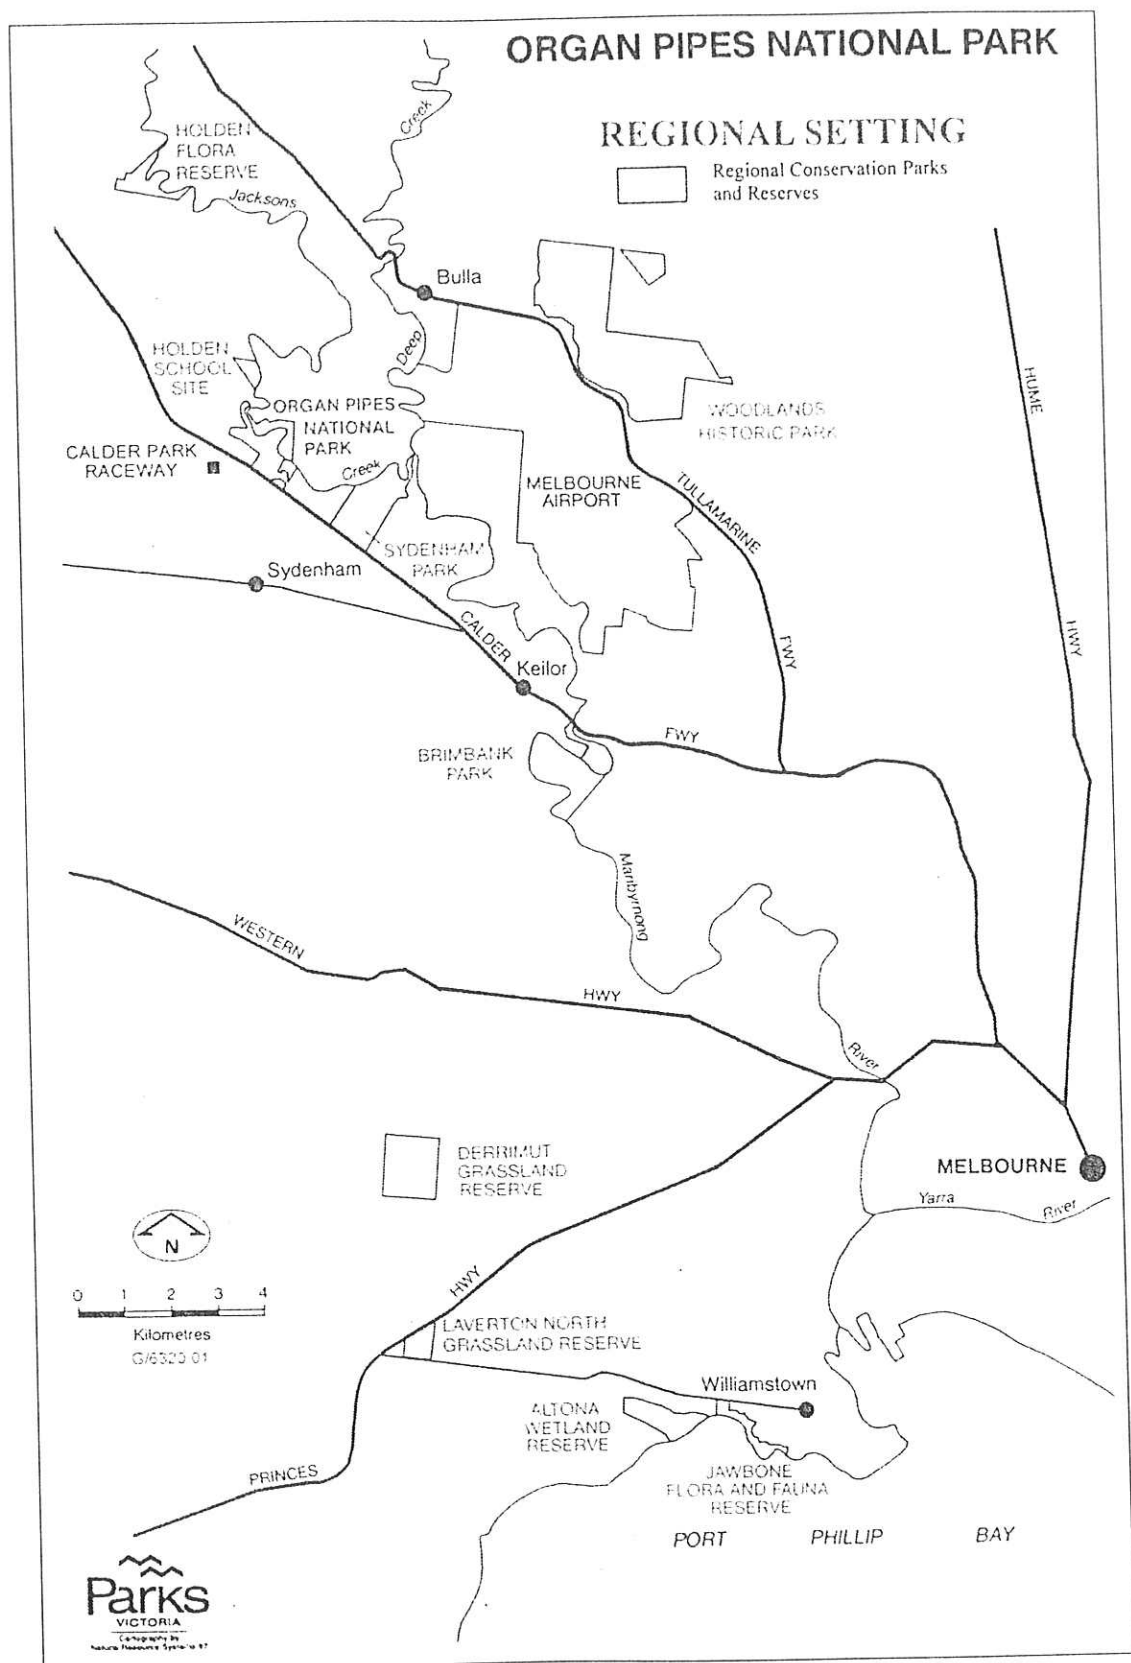 ORGAN PIPES NATIONAL PARK
REGIONAL SETTING
Regional Conservation Parks
and Reserves
Creek
HOLDEN
FLORA
RESERVE
Jacksons
Bulla
Deep
HOLDEN
SCHOOL
SITE
ORGAN PIPES
NATIONAL
PARK
HUME
WOODLANDS
HISTORIC PARK
CALDER PARK
RACEWAY
Creek
MELBOURNE
AIRPORT
TULLAMARINE
SYDENHAM
PARK
Sydenham
CALDER
HWY
FWY
Keilor
FWY
BRIMBANK
PARK
Maribyrnong
WESTERN
HWY
River
DERRIMUT
GRASSLAND
RESERVE
MELBOURNE
Yarra
River
N
HWY
0 1 2 3 4
Kilometres
G/6320 01
LAVERTON NORTH
GRASSLAND RESERVE
Williamstown
ALTONA
WETLAND
RESERVE
PRINCES
JAWBONE
FLORA AND FAUNA
RESERVE
PORT PHILLIP BAY
Parks
VICTORIA
Cartography by